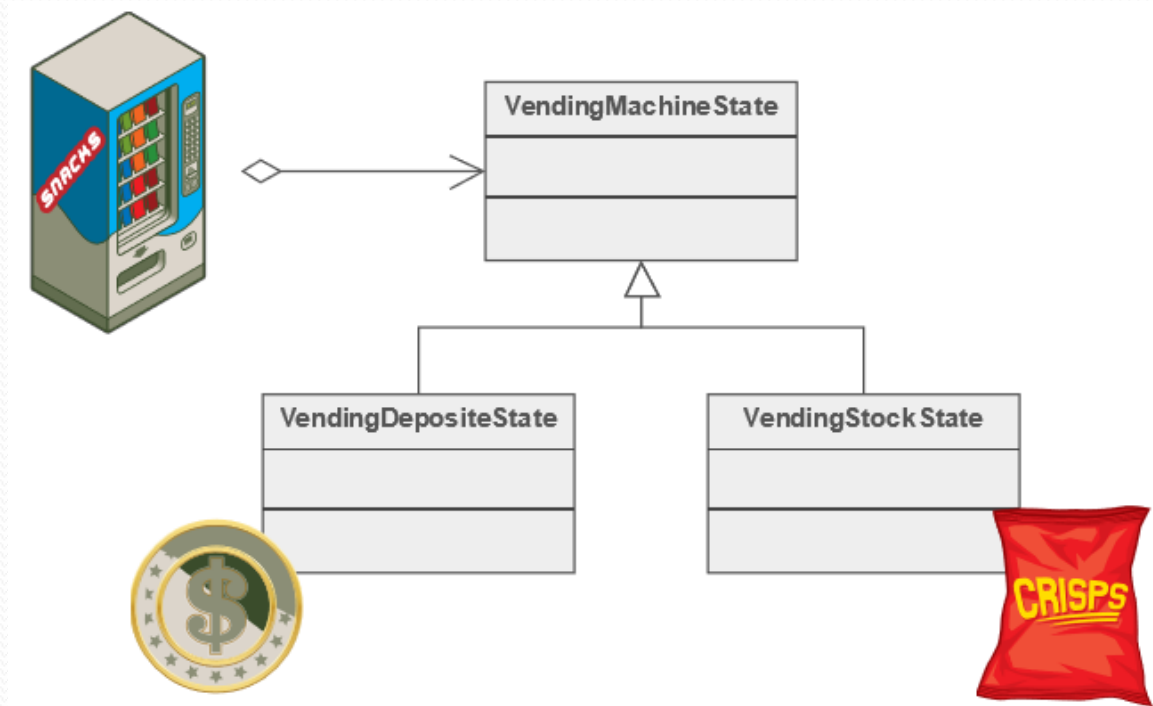 SNACKS
VendingMachineState
VendingDepositeState
VendingStockState
$
CRISPS